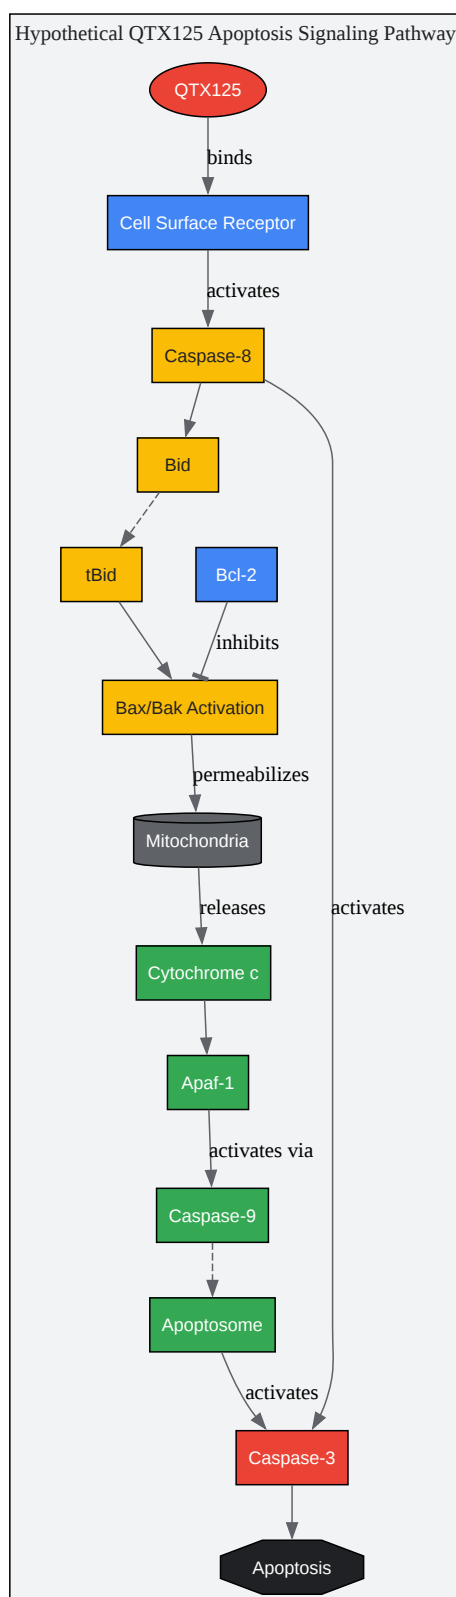 Hypothetical QTX125 Apoptosis Signaling Pathway
QTX125
binds
Cell Surface Receptor
activates
Caspase-8
Bid
tBid
Bcl-2
inhibits
Bax/Bak Activation
permeabilizes
Mitochondria
releases
activates
Cytochrome c
Apaf-1
activates via
Caspase-9
Apoptosome
activates
Caspase-3
Apoptosis